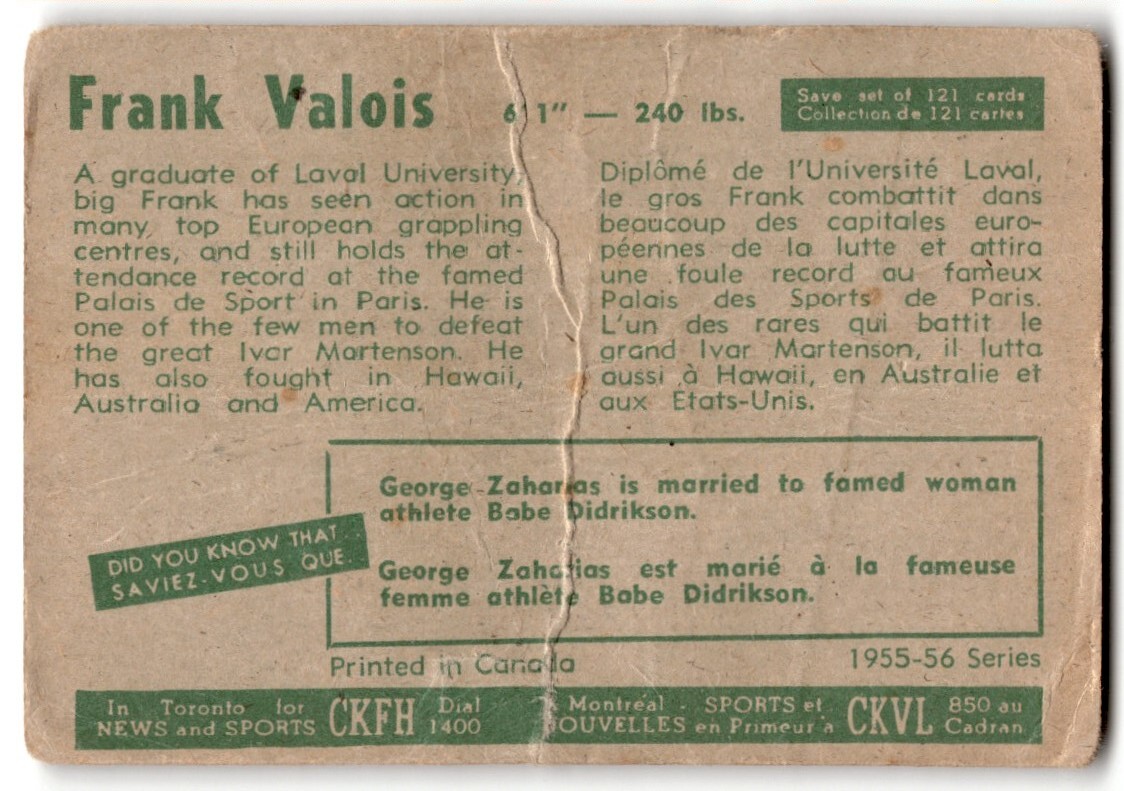 Frank Valois 6' 1" — 240 lbs.
Save set of 121 cards
Collection de 121 cartes
A graduate of Laval University,
big Frank has seen action in
many top European grappling
centres, and still holds the at-
tendance record at the famed
Palais de Sport in Paris. He is
one of the few men to defeat
the great Ivar Martenson. He
has also fought in Hawaii,
Australia and America.
Diplômé de l'Université Laval,
le gros Frank combattit dans
beaucoup des capitales euro-
péennes de la lutte et attira
une foule record au fameux
Palais des Sports de Paris.
L'un des rares qui battit le
grand Ivar Martenson, il lutta
aussi à Hawaii, en Australie et
aux Etats-Unis.
DID YOU KNOW THAT
SAVIEZ-VOUS QUE
George Zaharias is married to famed woman
athlete Babe Didrikson.
George Zaharias est marié à la fameuse
femme athlète Babe Didrikson.
Printed in Canada
1955-56 Series
In Toronto for
NEWS and SPORTS
CKFH
Dial
1400
Montréal - SPORTS et
NOUVELLES en Primeur à
CKVL
850 au
Cadran